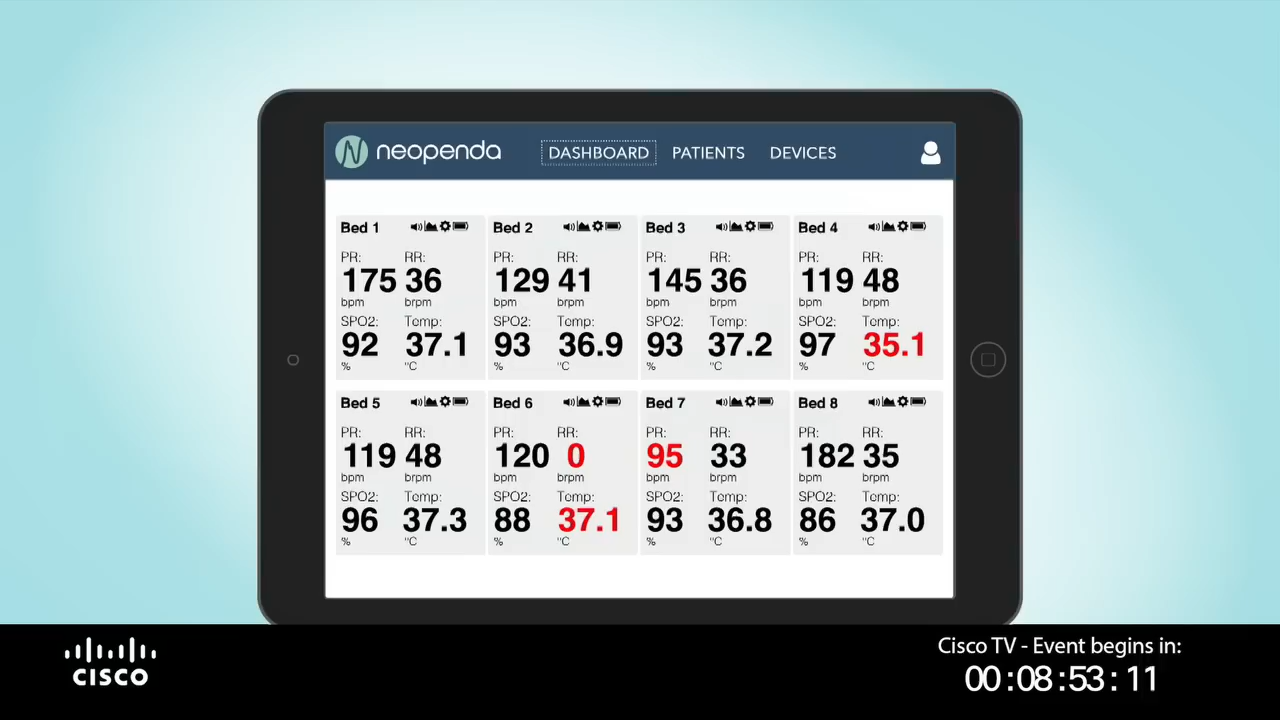 neopenda DASHBOARD PATIENTS DEVICES
Bed 1
PR: RR:
175 36
bpm brpm
SPO2: Temp:
92 37.1
% °C
Bed 2
PR: RR:
129 41
bpm brpm
SPO2: Temp:
93 36.9
% °C
Bed 3
PR: RR:
145 36
bpm brpm
SPO2: Temp:
93 37.2
% °C
Bed 4
PR: RR:
119 48
bpm brpm
SPO2: Temp:
97 35.1
% °C
Bed 5
PR: RR:
119 48
bpm brpm
SPO2: Temp:
96 37.3
% °C
Bed 6
PR: RR:
120 0
bpm brpm
SPO2: Temp:
88 37.1
% °C
Bed 7
PR: RR:
95 33
bpm brpm
SPO2: Temp:
93 36.8
% °C
Bed 8
PR: RR:
182 35
bpm brpm
SPO2: Temp:
86 37.0
% °C
CISCO
Cisco TV - Event begins in:
00:08:53:11